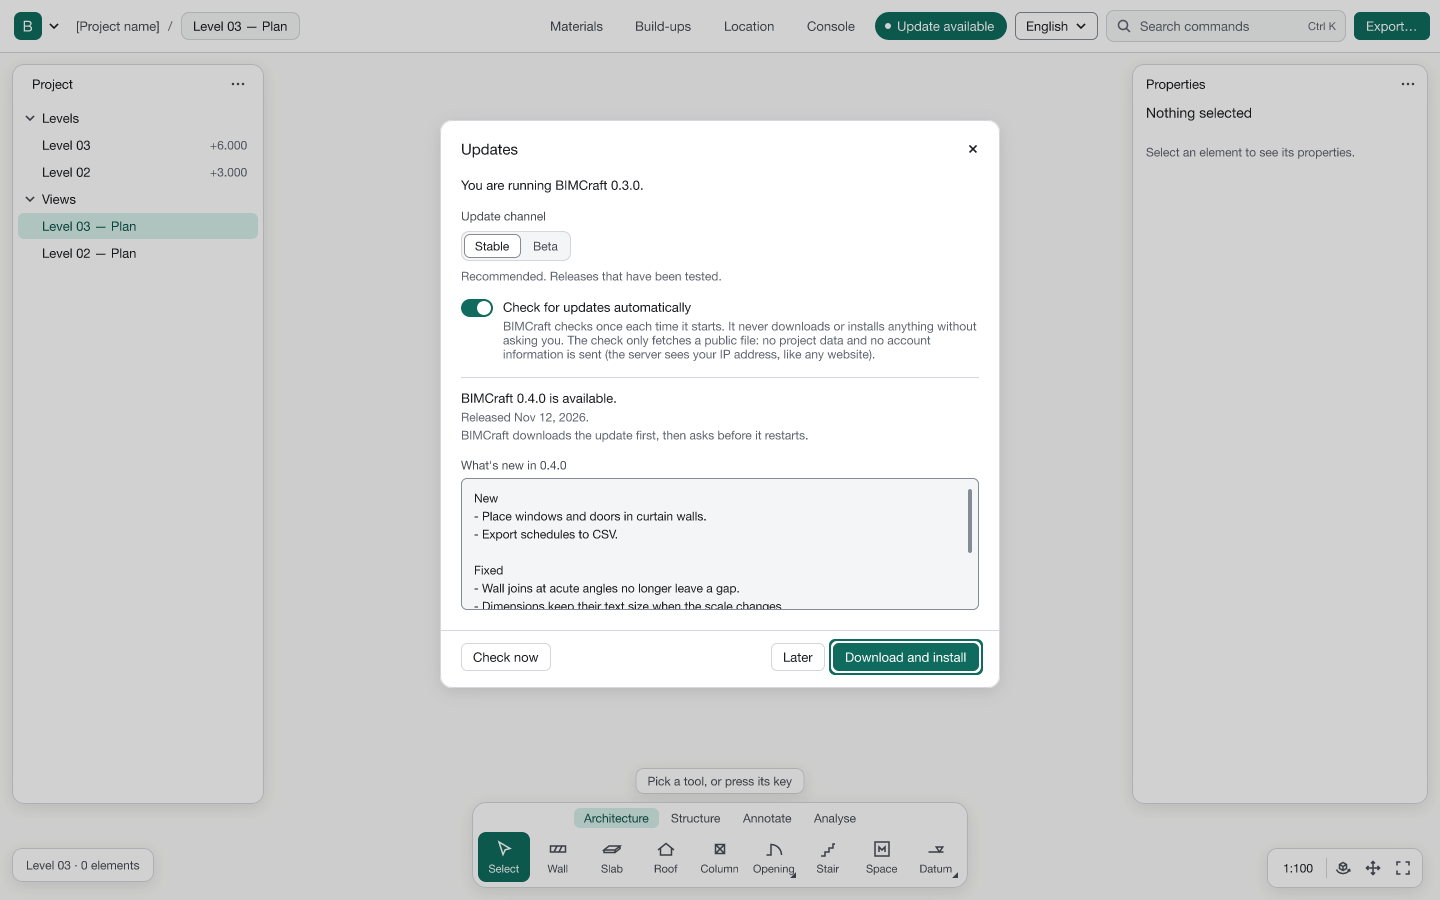 B
[Project name] /
Level 03 — Plan
Materials
Build-ups
Location
Console
Update available
English
Search commands
Ctrl K
Export...
Project
Levels
Level 03 +6.000
Level 02 +3.000
Views
Level 03 — Plan
Level 02 — Plan
Properties
Nothing selected
Select an element to see its properties.
Updates
You are running BIMCraft 0.3.0.
Update channel
Stable Beta
Recommended. Releases that have been tested.
Check for updates automatically
BIMCraft checks once each time it starts. It never downloads or installs anything without
asking you. The check only fetches a public file: no project data and no account
information is sent (the server sees your IP address, like any website).
BIMCraft 0.4.0 is available.
Released Nov 12, 2026.
BIMCraft downloads the update first, then asks before it restarts.
What's new in 0.4.0
New
- Place windows and doors in curtain walls.
- Export schedules to CSV.
Fixed
- Wall joins at acute angles no longer leave a gap.
- Dimensions keep their text size when the scale changes
Check now
Later
Download and install
Pick a tool, or press its key
Architecture Structure Annotate Analyse
Select Wall Slab Roof Column Opening Stair Space Datum
Level 03 · 0 elements
1:100